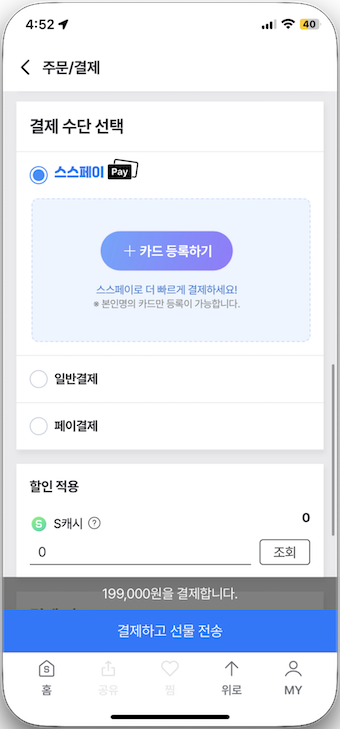 4:52
40
주문/결제
결제 수단 선택
스스페이 Pay
+ 카드 등록하기
스스페이로 더 빠르게 결제하세요!
※ 본인명의 카드만 등록이 가능합니다.
일반결제
페이결제
할인 적용
S S캐시 ?
0
0
조회
199,000원을 결제합니다.
결제하고 선물 전송
S
홈
공유
찜
위로
MY